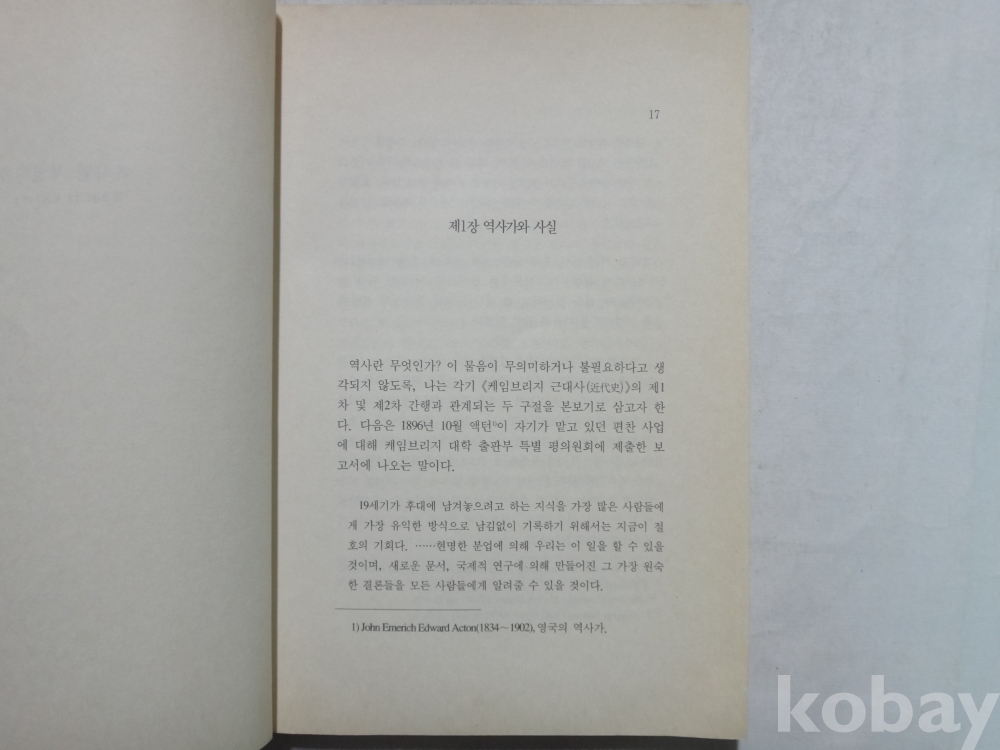 17
제1장 역사가와 사실
역사란 무엇인가? 이 물음이 무의미하거나 불필요하다고 생
각되지 않도록, 나는 각기 《케임브리지 근대사(近代史)》의 제1
차 및 제2차 간행과 관계되는 두 구절을 본보기로 삼고자 한
다. 다음은 1896년 10월 액턴1)이 자기가 맡고 있던 편찬 사업
에 대해 케임브리지 대학 출판부 특별 평의원회에 제출한 보
고서에 나오는 말이다.
19세기가 후대에 남겨놓으려고 하는 지식을 가장 많은 사람들에
게 가장 유익한 방식으로 남김없이 기록하기 위해서는 지금이 절
호의 기회다. ……현명한 분업에 의해 우리는 이 일을 할 수 있을
것이며, 새로운 문서, 국제적 연구에 의해 만들어진 그 가장 원숙
한 결론들을 모든 사람들에게 알려줄 수 있을 것이다.
1) John Emerich Edward Acton(1834～1902), 영국의 역사가.
kobay